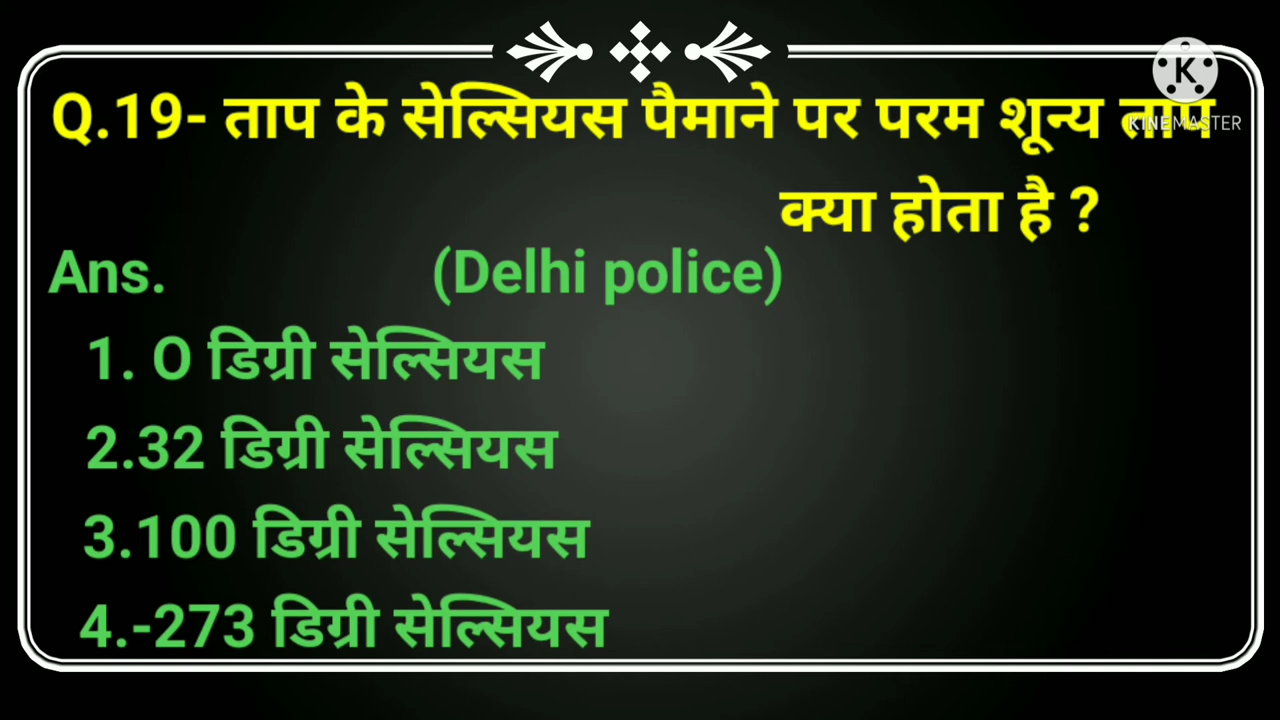 Q.19- ताप के सेल्सियस पैमाने पर परम शून्य ताप
क्या होता है ?
Ans. (Delhi police)
1. O डिग्री सेल्सियस
2.32 डिग्री सेल्सियस
3.100 डिग्री सेल्सियस
4.-273 डिग्री सेल्सियस
K
KINEMASTER